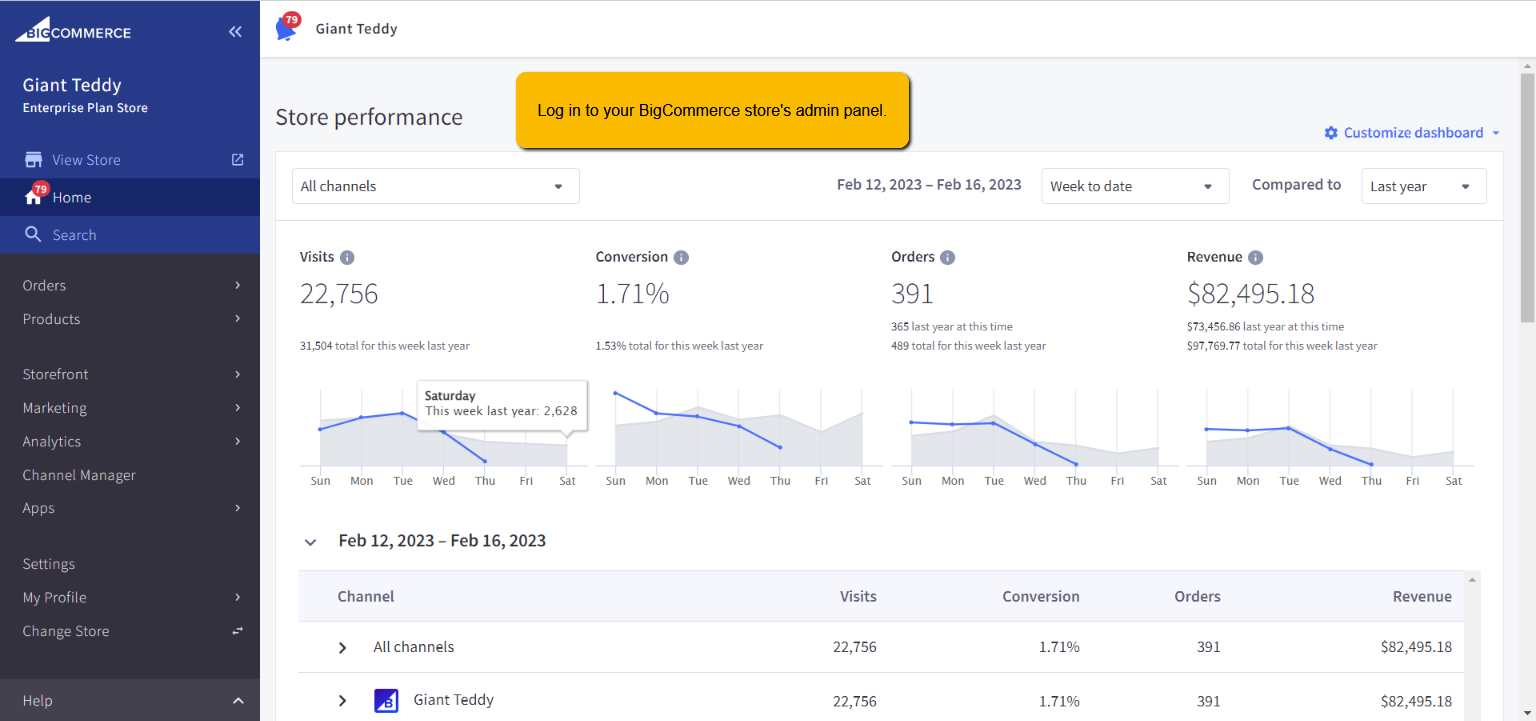 BIGCOMMERCE
Giant Teddy
Enterprise Plan Store
View Store
79
Home
Search
Orders
Products
Storefront
Marketing
Analytics
Channel Manager
Apps
Settings
My Profile
Change Store
Help
79
Giant Teddy
Store performance
Log in to your BigCommerce store's admin panel.
Customize dashboard
All channels
Feb 12, 2023 – Feb 16, 2023
Week to date
Compared to
Last year
Visits
22,756
31,504 total for this week last year
Conversion
1.71%
1.53% total for this week last year
Orders
391
365 last year at this time
489 total for this week last year
Revenue
$82,495.18
$73,456.86 last year at this time
$97,769.77 total for this week last year
Saturday
This week last year: 2,628
Sun Mon Tue Wed Thu Fri Sat
Sun Mon Tue Wed Thu Fri Sat
Sun Mon Tue Wed Thu Fri Sat
Sun Mon Tue Wed Thu Fri Sat
Feb 12, 2023 – Feb 16, 2023
Channel Visits Conversion Orders Revenue
All channels 22,756 1.71% 391 $82,495.18
B Giant Teddy 22,756 1.71% 391 $82,495.18